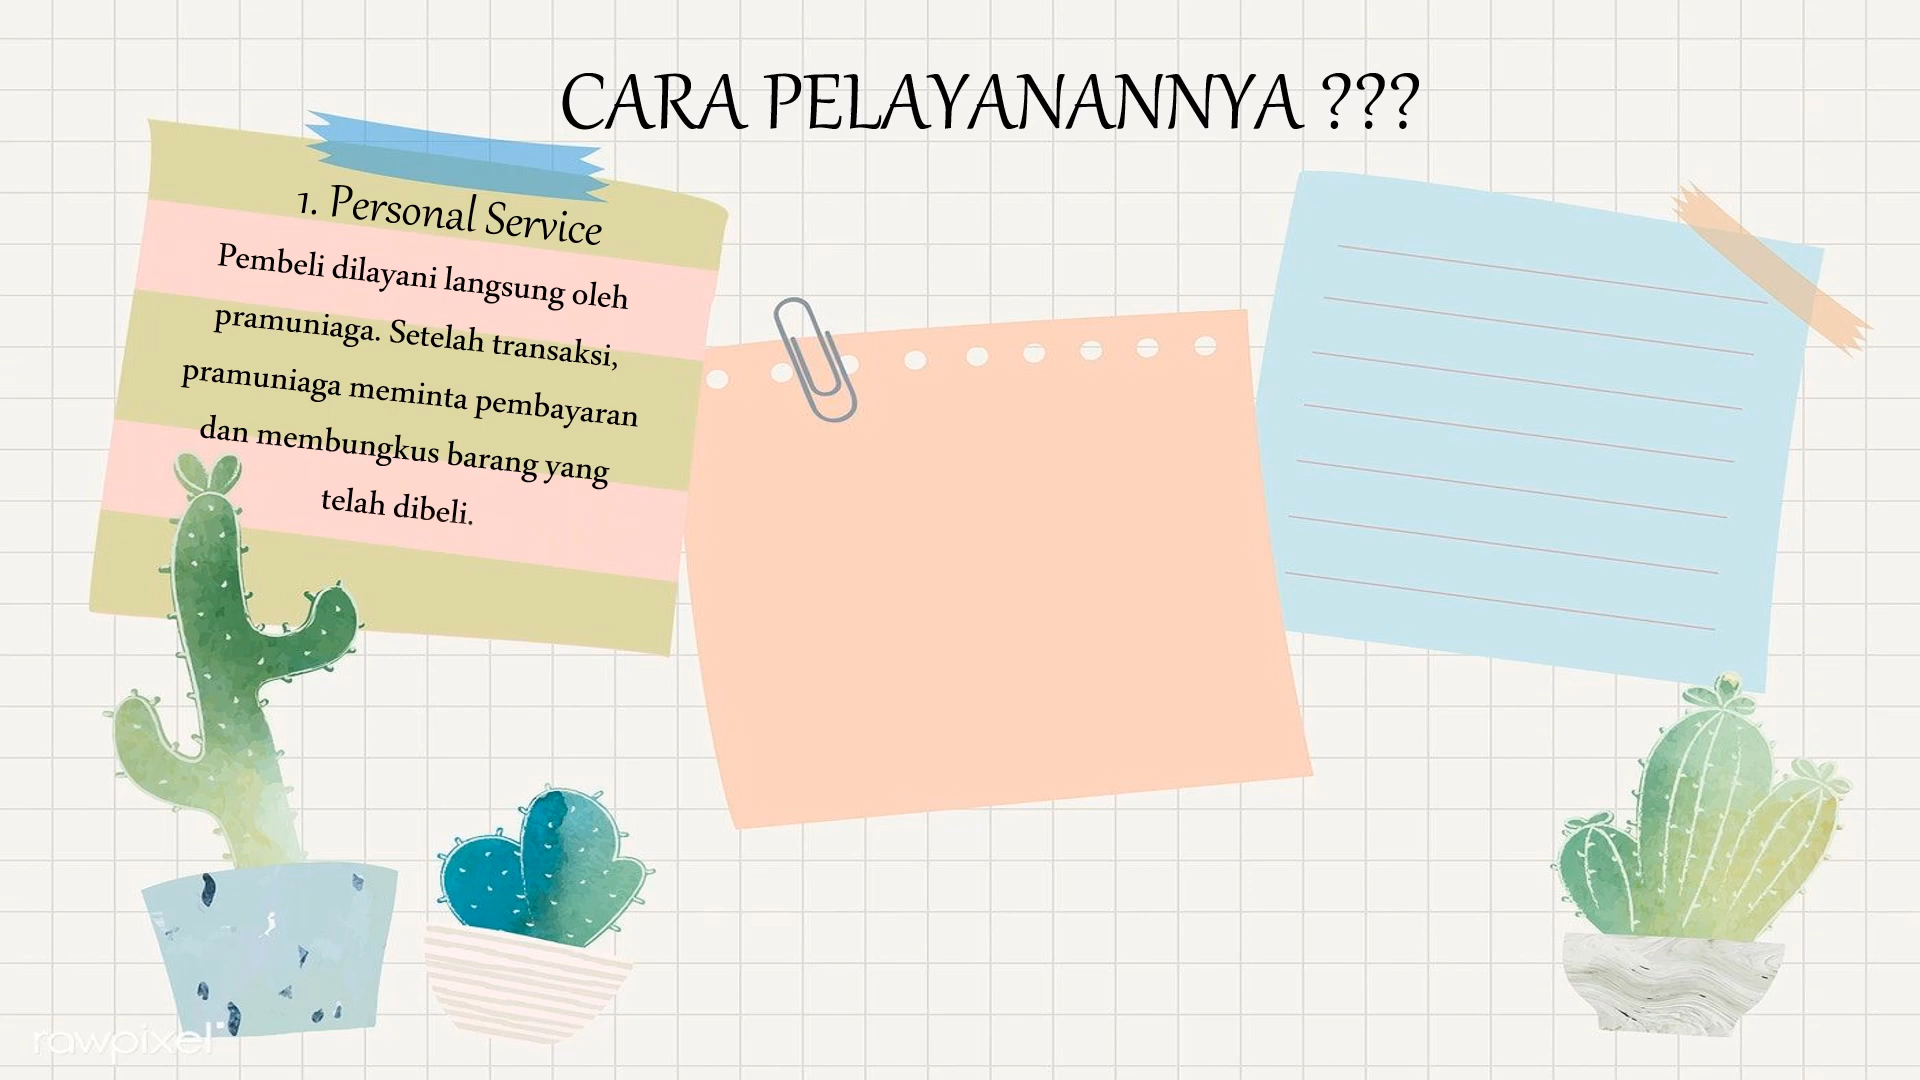 CARA PELAYANANNYA ???
1. Personal Service
Pembeli dilayani langsung oleh
pramuniaga. Setelah transaksi,
pramuniaga meminta pembayaran
dan membungkus barang yang
telah dibeli.
rawpixel